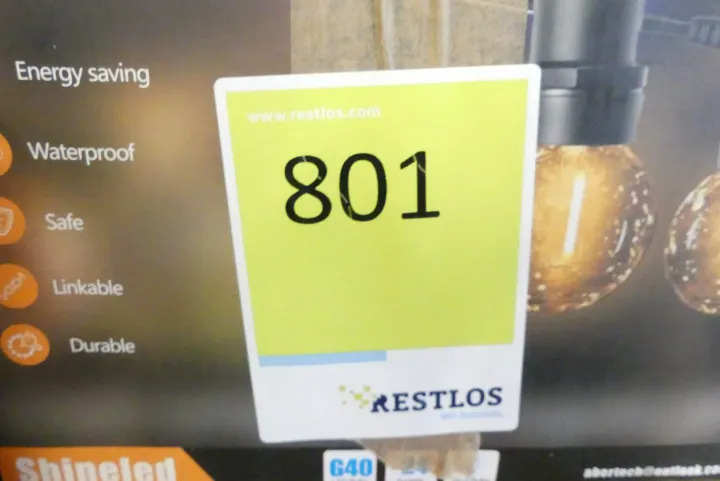 Energy saving
Waterproof
Safe
Linkable
Durable
www.restlos.com
801
RESTLOS
Shineled
G40